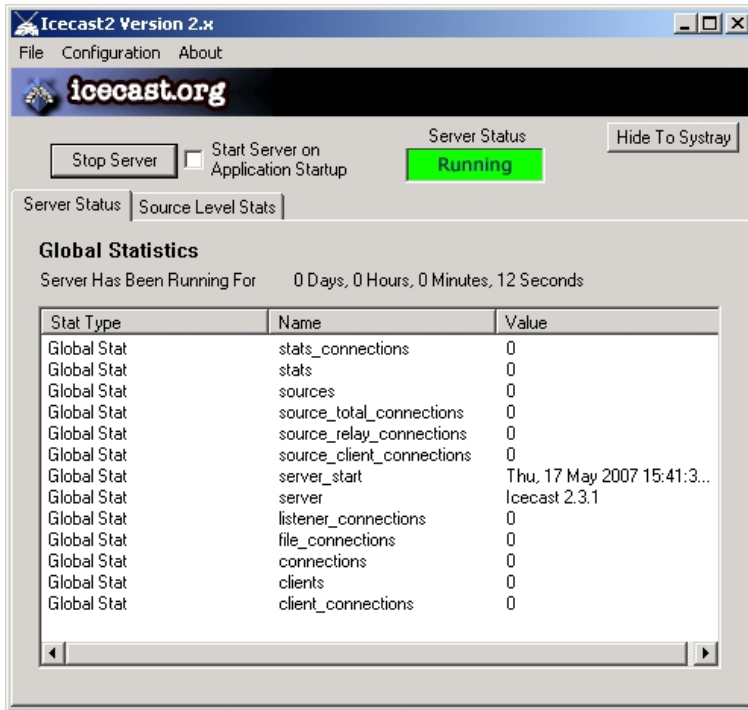 Icecast2 Version 2.x
File Configuration About
icecast.org
Stop Server
Start Server on
Application Startup
Server Status
Running
Hide To Systray
Server Status
Source Level Stats
Global Statistics
Server Has Been Running For 0 Days, 0 Hours, 0 Minutes, 12 Seconds
Stat Type Name Value
Global Stat stats_connections 0
Global Stat stats 0
Global Stat sources 0
Global Stat source_total_connections 0
Global Stat source_relay_connections 0
Global Stat source_client_connections 0
Global Stat server_start Thu, 17 May 2007 15:41:3...
Global Stat server Icecast 2.3.1
Global Stat listener_connections 0
Global Stat file_connections 0
Global Stat connections 0
Global Stat clients 0
Global Stat client_connections 0